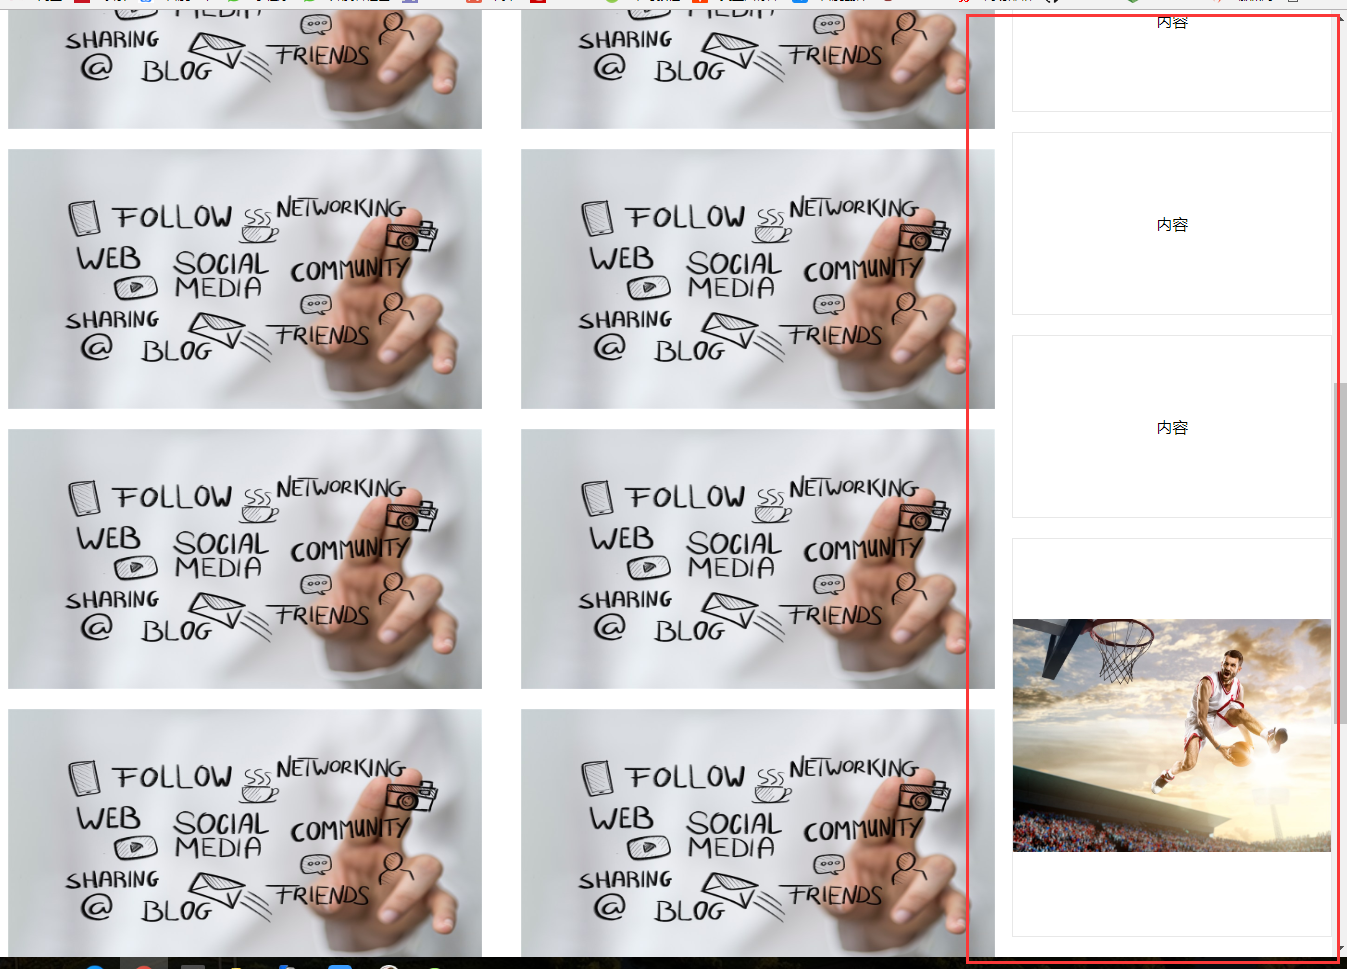 SHARING
FRIENDS
@ BLOG
SHARING
FRIENDS
@ BLOG
内容
FOLLOW NETWORKING
WEB SOCIAL MEDIA COMMUNITY
SHARING FRIENDS
@ BLOG
FOLLOW NETWORKING
WEB SOCIAL MEDIA COMMUNITY
SHARING FRIENDS
@ BLOG
内容
内容
FOLLOW NETWORKING
WEB SOCIAL MEDIA COMMUNITY
SHARING FRIENDS
@ BLOG
FOLLOW NETWORKING
WEB SOCIAL MEDIA COMMUNITY
SHARING FRIENDS
@ BLOG
FOLLOW NETWORKING
WEB SOCIAL MEDIA COMMUNITY
SHARING FRIENDS
@ BLOG
FOLLOW NETWORKING
WEB SOCIAL MEDIA COMMUNITY
SHARING FRIENDS
@ BLOG